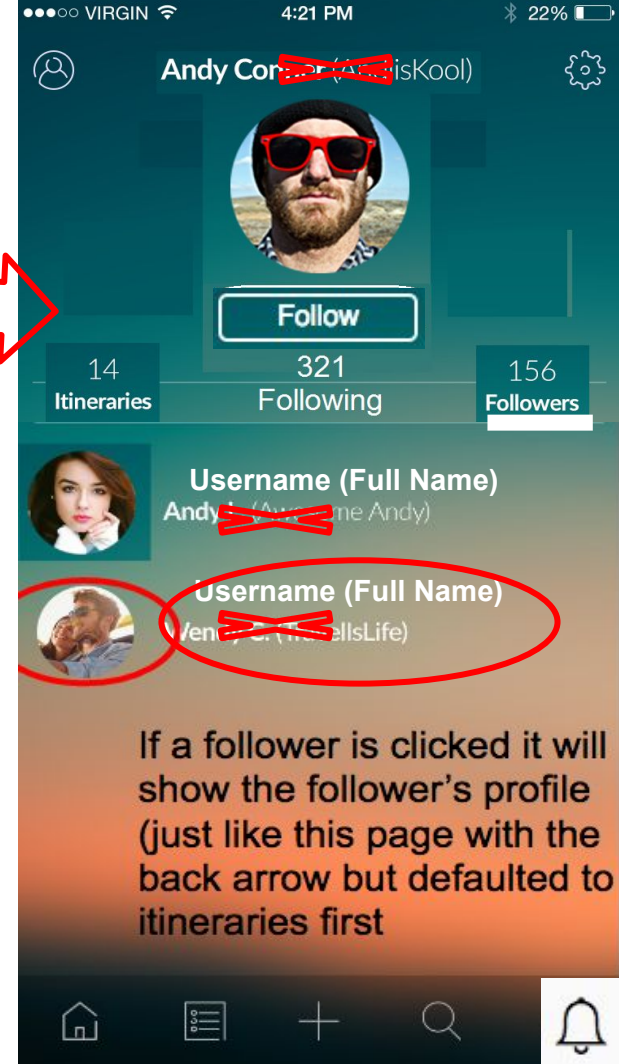 VIRGIN 4:21 PM 22%
Andy isKool)
Follow
14 321 156
Itineraries Following Followers
Username (Full Name)
Andy Andy)
Username (Full Name)
If a follower is clicked it will
show the follower’s profile
(just like this page with the
back arrow but defaulted to
itineraries first